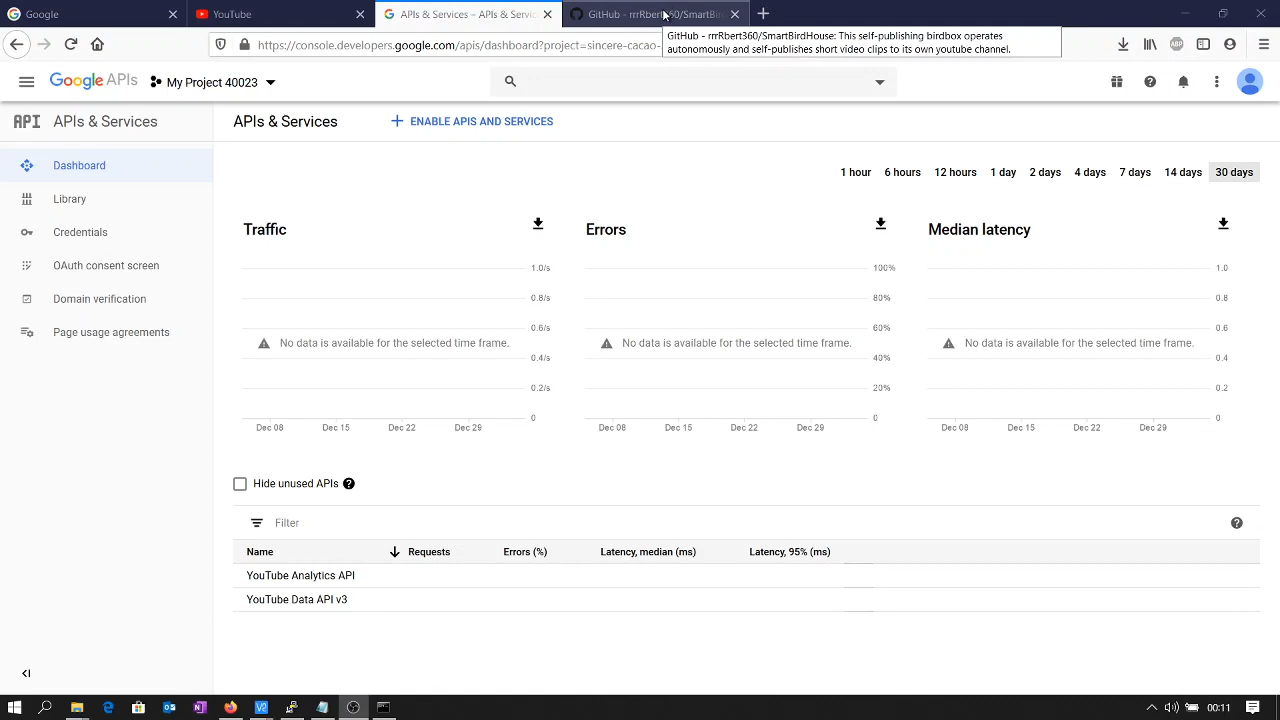 Google
YouTube
APIs & Services – APIs & Servic
GitHub - rrrRbert360/SmartBi
https://console.developers.google.com/apis/dashboard?project=sincere-cacao-
GitHub - rrrRbert360/SmartBirdHouse: This self-publishing birdbox operates
autonomously and self-publishes short video clips to its own youtube channel.
ABP
Google APIs
My Project 40023
API APIs & Services
APIs & Services
ENABLE APIS AND SERVICES
Dashboard
Library
Credentials
OAuth consent screen
Domain verification
Page usage agreements
1 hour 6 hours 12 hours 1 day 2 days 4 days 7 days 14 days 30 days
Traffic
1.0/s
0.8/s
0.6/s
No data is available for the selected time frame.
0.4/s
0.2/s
0
Dec 08 Dec 15 Dec 22 Dec 29
Errors
100%
80%
60%
No data is available for the selected time frame.
40%
20%
0
Dec 08 Dec 15 Dec 22 Dec 29
Median latency
1.0
0.8
0.6
No data is available for the selected time frame.
0.4
0.2
0
Dec 08 Dec 15 Dec 22 Dec 29
Hide unused APIs
Filter
Name Requests Errors (%) Latency, median (ms) Latency, 95% (ms)
YouTube Analytics API
YouTube Data API v3
00:11